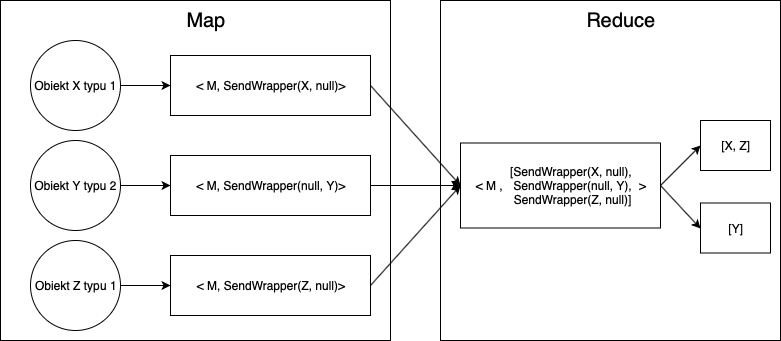 Map
Reduce
Obiekt X typu 1
< M, SendWrapper(X, null)>
Obiekt Y typu 2
< M, SendWrapper(null, Y)>
Obiekt Z typu 1
< M, SendWrapper(Z, null)>
[SendWrapper(X, null),
< M , SendWrapper(null, Y), >
SendWrapper(Z, null)]
[X, Z]
[Y]